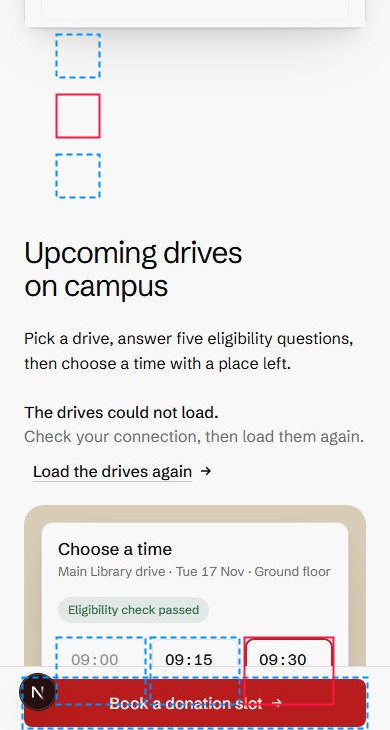 Upcoming drives
on campus
Pick a drive, answer five eligibility questions,
then choose a time with a place left.
The drives could not load.
Check your connection, then load them again.
Load the drives again →
Choose a time
Main Library drive · Tue 17 Nov · Ground floor
Eligibility check passed
09:00 09:15 09:30
N
Book a donation slot →